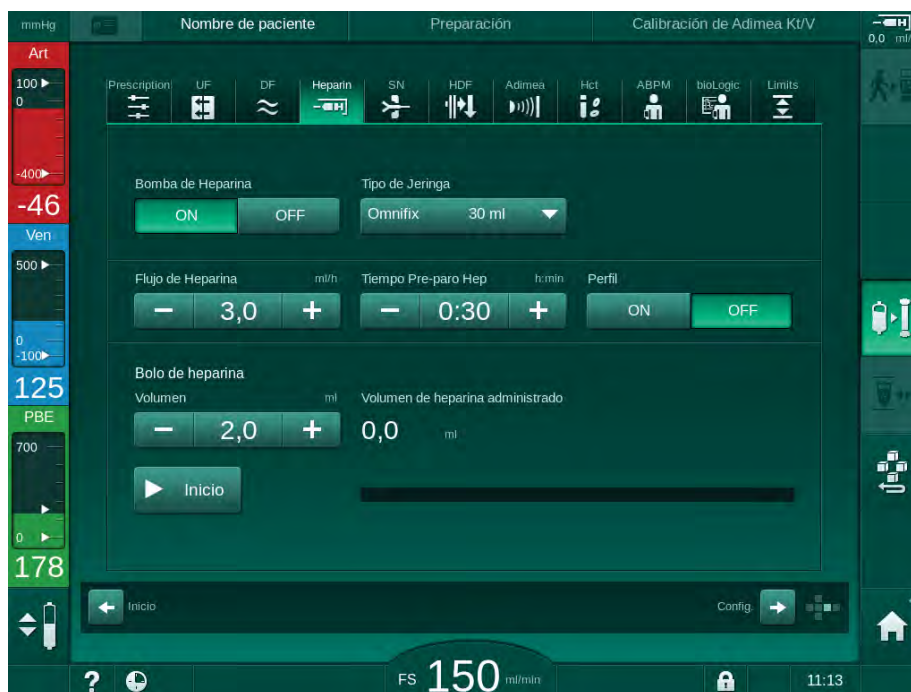 mmHg
Nombre de paciente
Preparación
Calibración de Adimea Kt/V
0,0 ml/
Art
100
0
-400
-46
Ven
500
0
-100
125
PBE
700
0
178
Prescription
UF
DF
Heparin
SN
HDF
Adimea
Hct
ABPM
bioLogic
Limits
Bomba de Heparina
Tipo de Jeringa
ON OFF
Omnifix 30 ml
Flujo de Heparina ml/h
Tiempo Pre-paro Hep h:min
Perfil
− 3,0 +
− 0:30 +
ON OFF
Bolo de heparina
Volumen ml
Volumen de heparina administrado
− 2,0 +
0,0 ml
Inicio
Inicio
Config.
? FS 150 ml/min 11:13